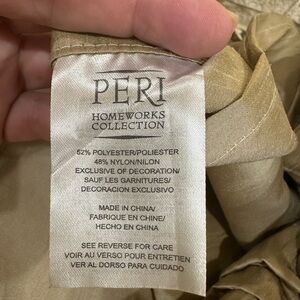 PERI
HOMEWORKS
COLLECTION
52% POLYESTER/POLIESTER
48% NYLON/NILON
EXCLUSIVE OF DECORATION/
SAUF LES GARNITURES/
DECORACION EXCLUSIVO
MADE IN CHINA/
FABRIQUE EN CHINE/
HECHO EN CHINA
SEE REVERSE FOR CARE
VOIR AU VERSO POUR ENTRETIEN
VER AL DORSO PARA CUIDADO